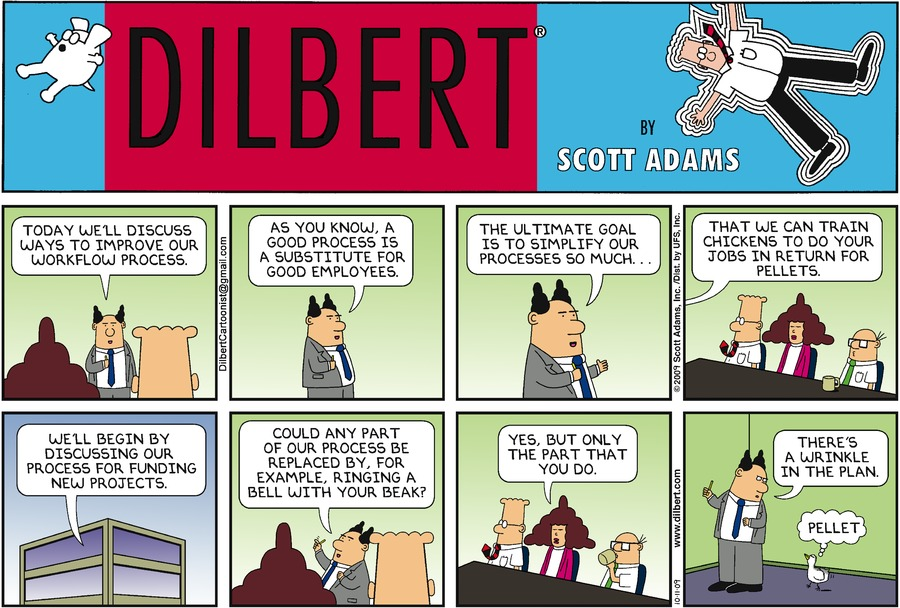 DILBERT®
BY
SCOTT ADAMS
TODAY WE'LL DISCUSS
WAYS TO IMPROVE OUR
WORKFLOW PROCESS.
DilbertCartoonist@gmail.com
AS YOU KNOW, A
GOOD PROCESS IS
A SUBSTITUTE FOR
GOOD EMPLOYEES.
THE ULTIMATE GOAL
IS TO SIMPLIFY OUR
PROCESSES SO MUCH...
©2009 Scott Adams, Inc./Dist. by UFS, Inc.
THAT WE CAN TRAIN
CHICKENS TO DO YOUR
JOBS IN RETURN FOR
PELLETS.
WE'LL BEGIN BY
DISCUSSING OUR
PROCESS FOR FUNDING
NEW PROJECTS.
COULD ANY PART
OF OUR PROCESS BE
REPLACED BY, FOR
EXAMPLE, RINGING A
BELL WITH YOUR BEAK?
YES, BUT ONLY
THE PART THAT
YOU DO.
www.dilbert.com
10-11-09
THERE'S
A WRINKLE
IN THE PLAN.
PELLET